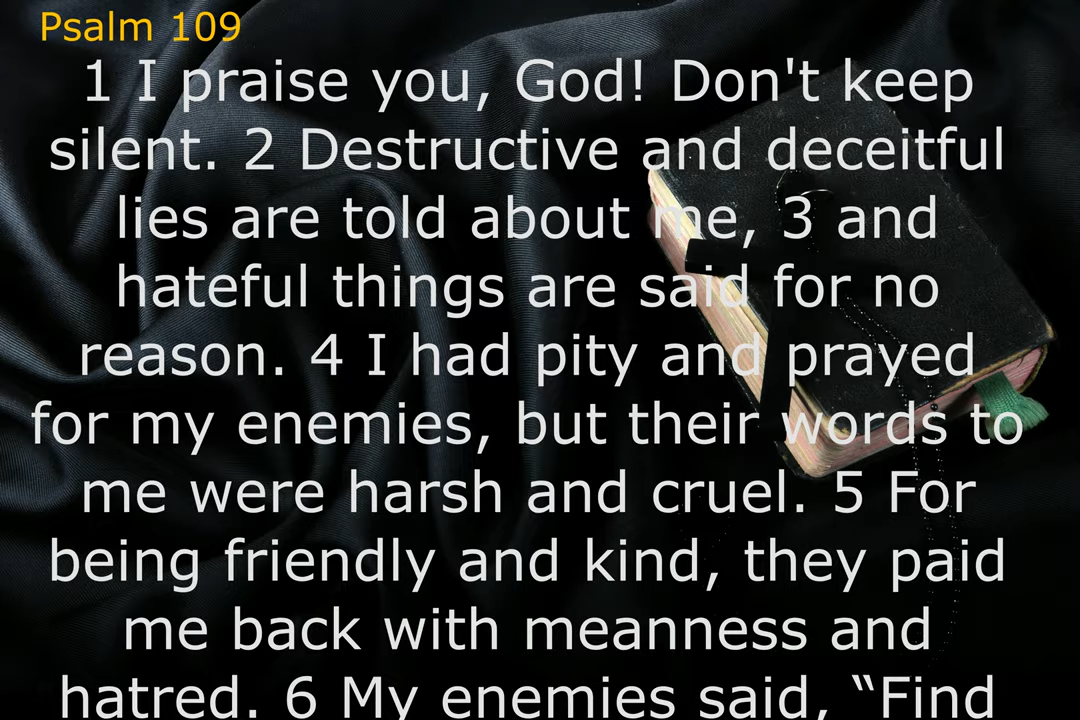 Psalm 109
1 I praise you, God! Don't keep
silent. 2 Destructive and deceitful
lies are told about me, 3 and
hateful things are said for no
reason. 4 I had pity and prayed
for my enemies, but their words to
me were harsh and cruel. 5 For
being friendly and kind, they paid
me back with meanness and
hatred. 6 My enemies said, “Find